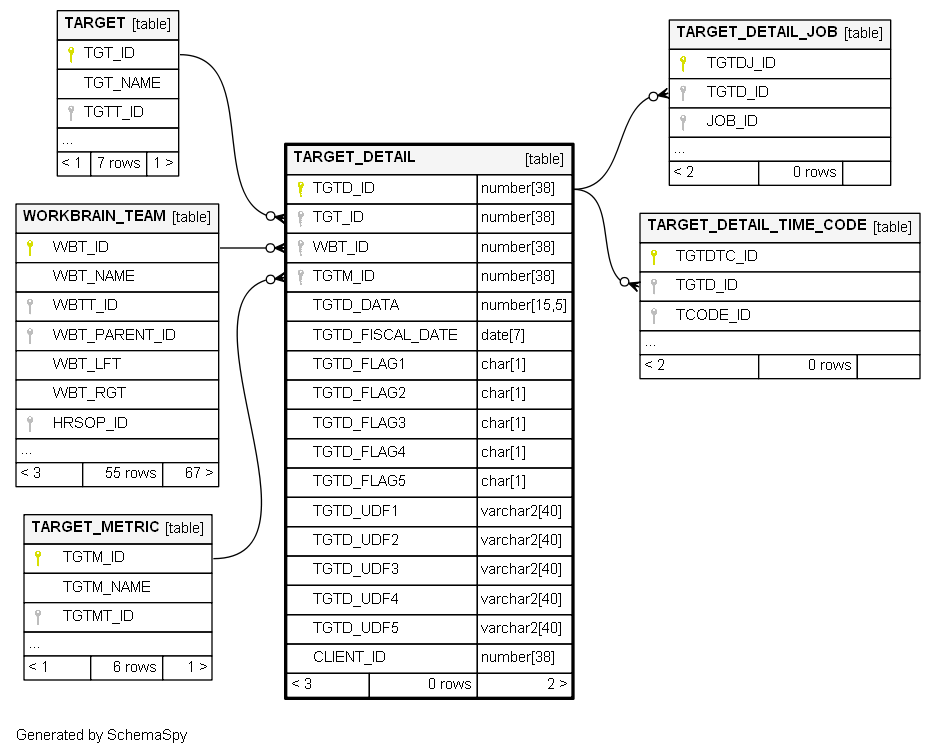 TARGET [table]
TGT_ID
TGT_NAME
TGTT_ID
...
< 1 7 rows 1 >
WORKBRAIN_TEAM [table]
WBT_ID
WBT_NAME
WBTT_ID
WBT_PARENT_ID
WBT_LFT
WBT_RGT
HRSOP_ID
...
< 3 55 rows 67 >
TARGET_METRIC [table]
TGTM_ID
TGTM_NAME
TGTMT_ID
...
< 1 6 rows 1 >
TARGET_DETAIL [table]
TGTD_ID number[38]
TGT_ID number[38]
WBT_ID number[38]
TGTM_ID number[38]
TGTD_DATA number[15,5]
TGTD_FISCAL_DATE date[7]
TGTD_FLAG1 char[1]
TGTD_FLAG2 char[1]
TGTD_FLAG3 char[1]
TGTD_FLAG4 char[1]
TGTD_FLAG5 char[1]
TGTD_UDF1 varchar2[40]
TGTD_UDF2 varchar2[40]
TGTD_UDF3 varchar2[40]
TGTD_UDF4 varchar2[40]
TGTD_UDF5 varchar2[40]
CLIENT_ID number[38]
< 3 0 rows 2 >
TARGET_DETAIL_JOB [table]
TGTDJ_ID
TGTD_ID
JOB_ID
...
< 2 0 rows
TARGET_DETAIL_TIME_CODE [table]
TGTDTC_ID
TGTD_ID
TCODE_ID
...
< 2 0 rows
Generated by SchemaSpy